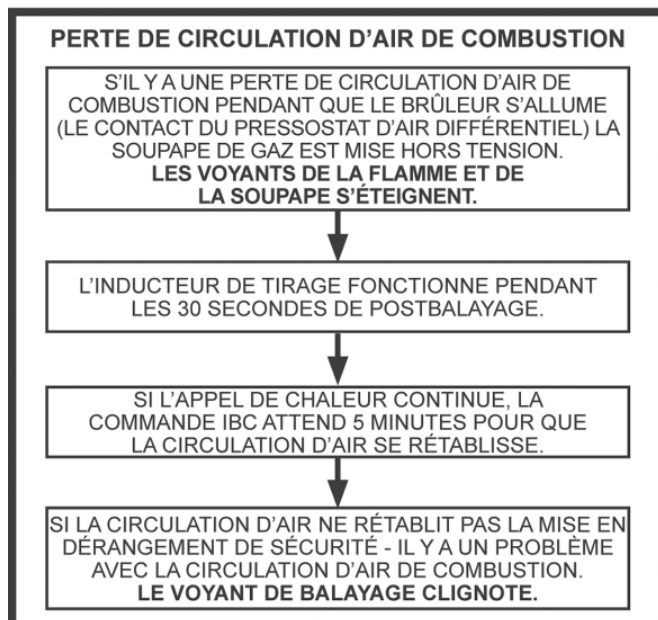 PERTE DE CIRCULATION D'AIR DE COMBUSTION
S'IL Y A UNE PERTE DE CIRCULATION D'AIR DE
COMBUSTION PENDANT QUE LE BRÛLEUR S'ALLUME
(LE CONTACT DU PRESSOSTAT D'AIR DIFFÉRENTIEL) LA
SOUPAPE DE GAZ EST MISE HORS TENSION.
LES VOYANTS DE LA FLAMME ET DE
LA SOUPAPE S'ÉTEIGNENT.
L'INDUCTEUR DE TIRAGE FONCTIONNE PENDANT
LES 30 SECONDES DE POSTBALAYAGE.
SI L'APPEL DE CHALEUR CONTINUE, LA
COMMANDE IBC ATTEND 5 MINUTES POUR QUE
LA CIRCULATION D'AIR SE RÉTABLISSE.
SI LA CIRCULATION D'AIR NE RÉTABLIT PAS LA MISE EN
DÉRANGEMENT DE SÉCURITÉ - IL Y A UN PROBLÈME
AVEC LA CIRCULATION D'AIR DE COMBUSTION.
LE VOYANT DE BALAYAGE CLIGNOTE.